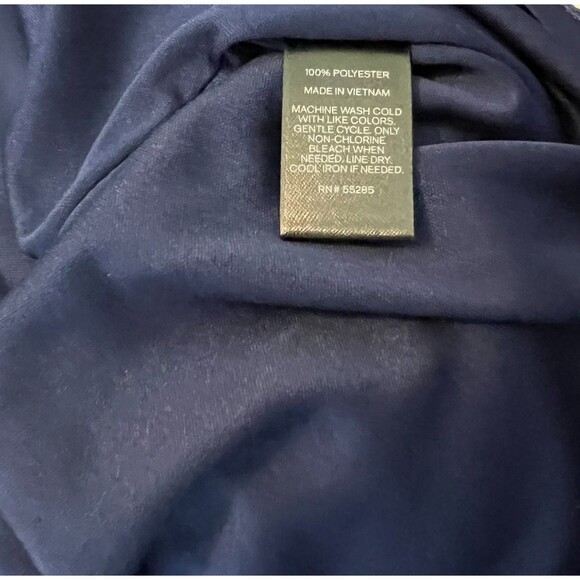 100% POLYESTER
MADE IN VIETNAM
MACHINE WASH COLD
WITH LIKE COLORS.
GENTLE CYCLE. ONLY
NON-CHLORINE
BLEACH WHEN
NEEDED. LINE DRY.
COOL IRON IF NEEDED.
RN# 55285